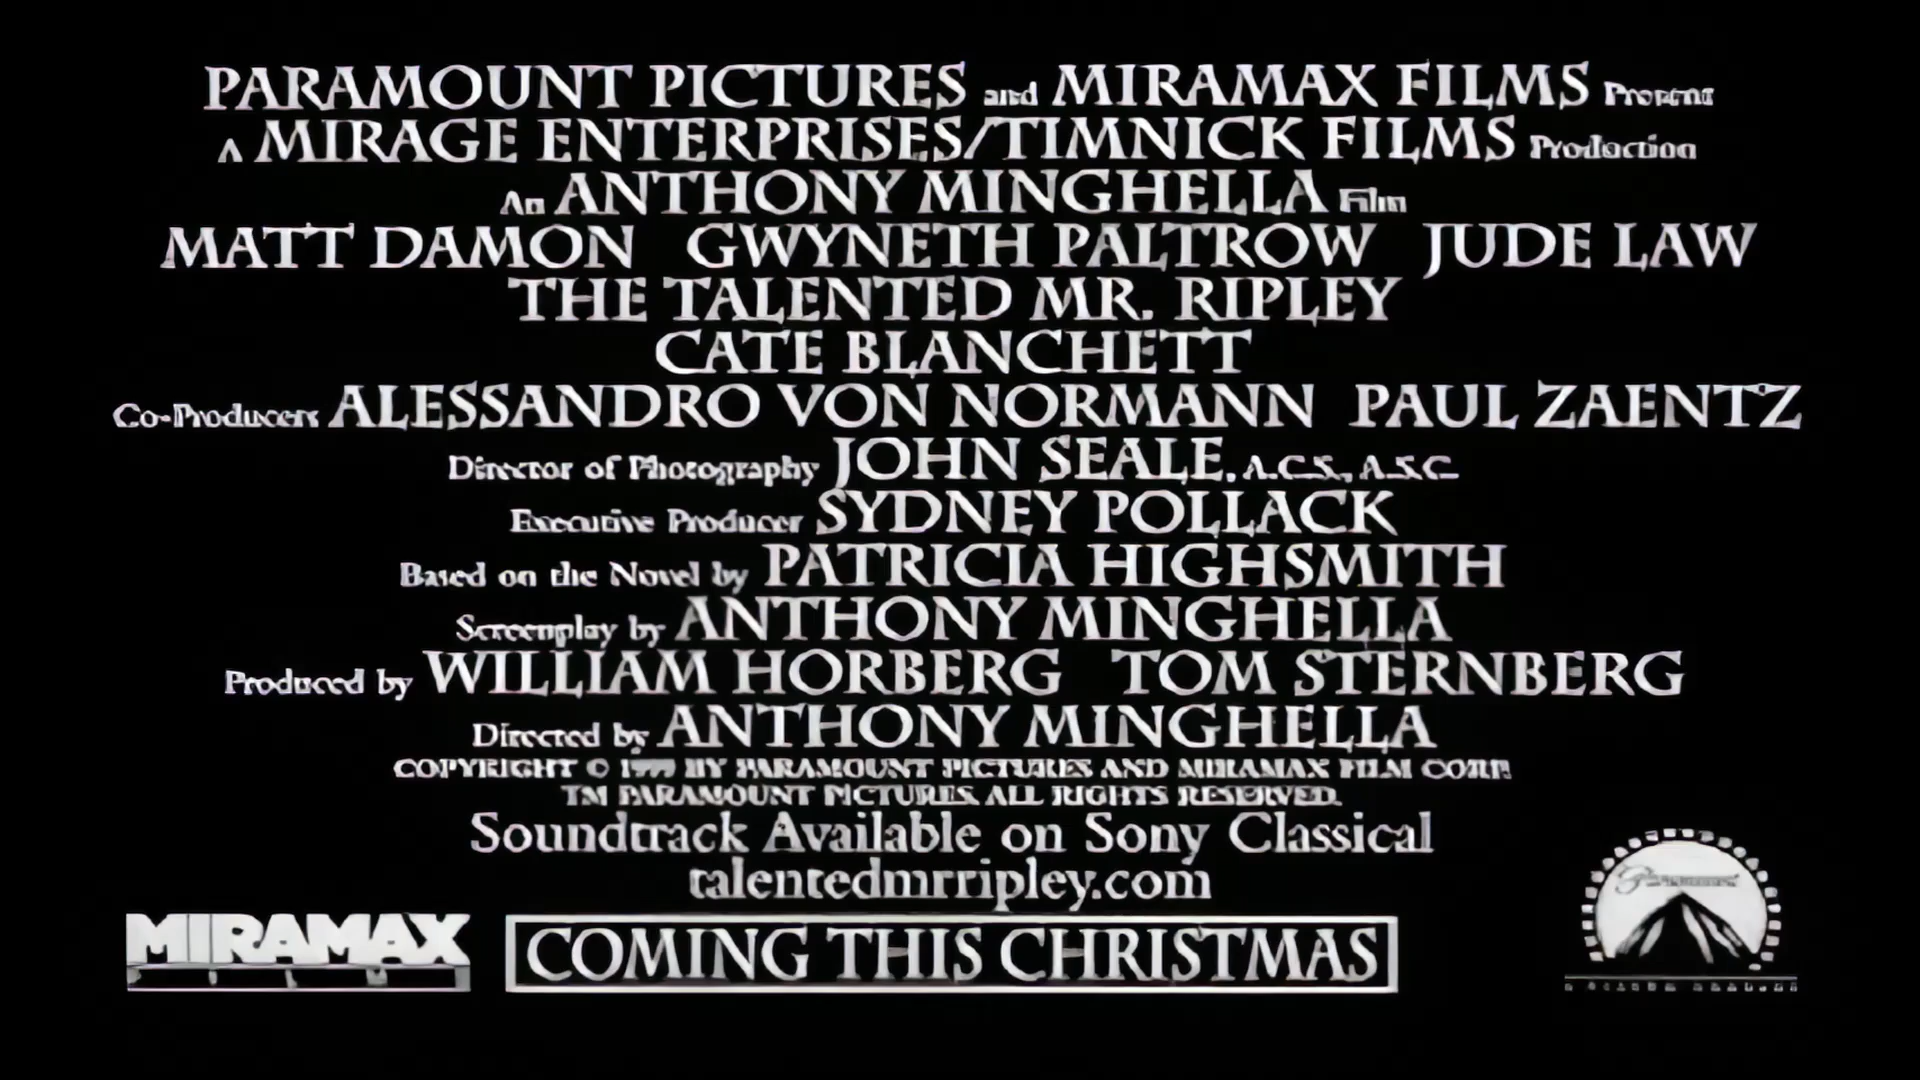 PARAMOUNT PICTURES and MIRAMAX FILMS Present
A MIRAGE ENTERPRISES/TIMNICK FILMS Production
An ANTHONY MINGHELLA Film
MATT DAMON GWYNETH PALTROW JUDE LAW
THE TALENTED MR. RIPLEY
CATE BLANCHETT
Co-Producers ALESSANDRO VON NORMANN PAUL ZAENTZ
Director of Photography JOHN SEALE, A.C.S., A.S.C.
Executive Producer SYDNEY POLLACK
Based on the Novel by PATRICIA HIGHSMITH
Screenplay by ANTHONY MINGHELLA
Produced by WILLIAM HORBERG TOM STERNBERG
Directed by ANTHONY MINGHELLA
COPYRIGHT © 1999 BY PARAMOUNT PICTURES AND MIRAMAX FILM CORP.
TM PARAMOUNT PICTURES. ALL RIGHTS RESERVED.
Soundtrack Available on Sony Classical
talentedmrripley.com
MIRAMAX
COMING THIS CHRISTMAS
Paramount